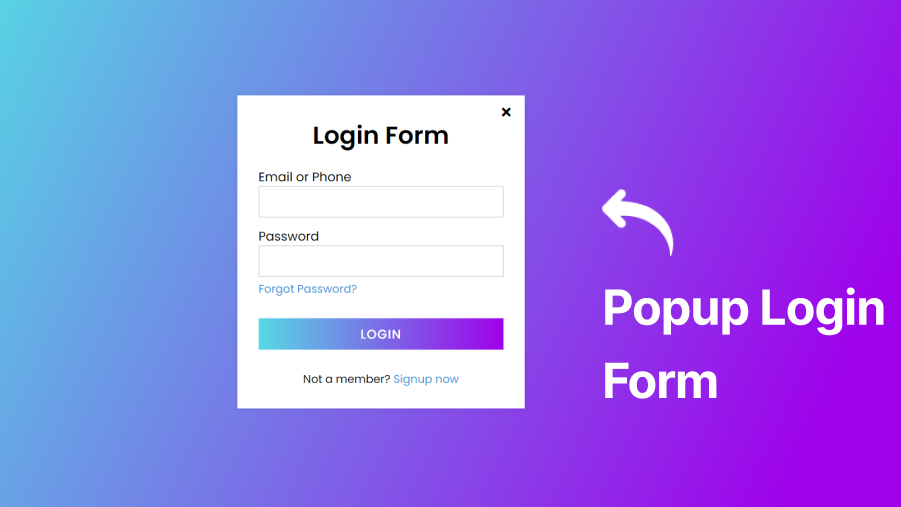 Login Form
Email or Phone
Password
Forgot Password?
LOGIN
Not a member? Signup now
Popup Login
Form